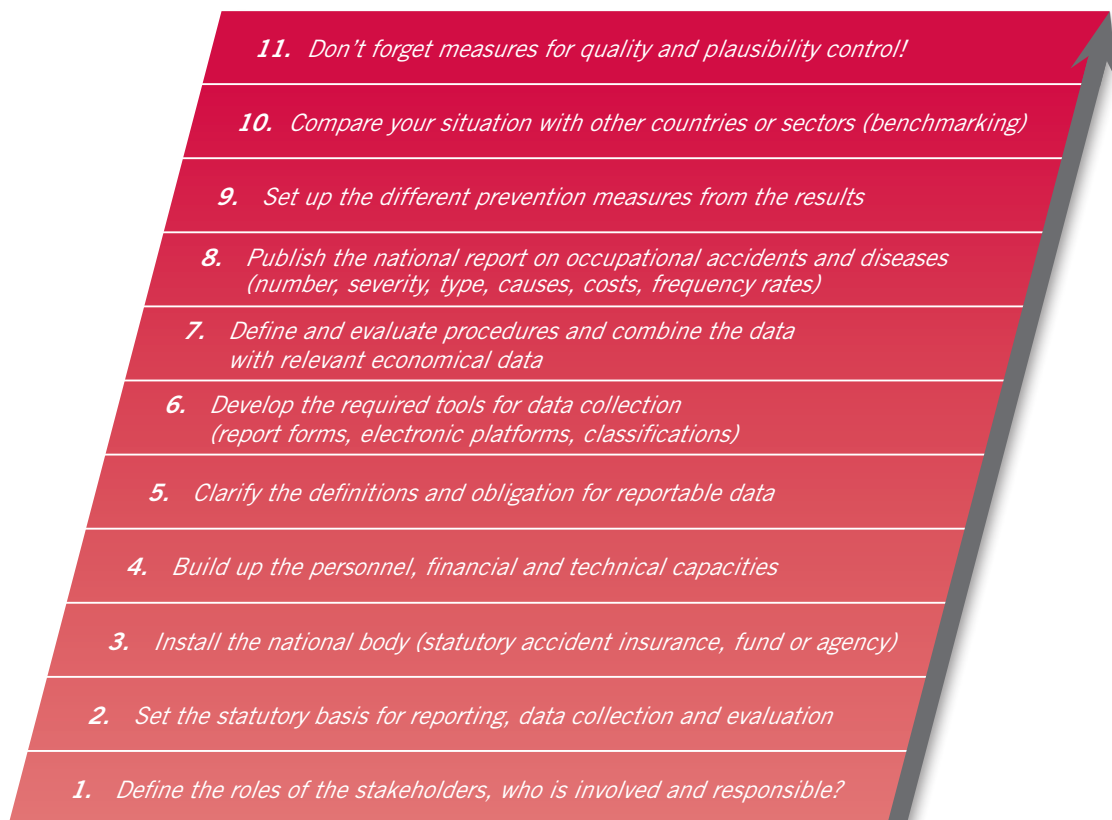 11. Don't forget measures for quality and plausibility control!
10. Compare your situation with other countries or sectors (benchmarking)
9. Set up the different prevention measures from the results
8. Publish the national report on occupational accidents and diseases
(number, severity, type, causes, costs, frequency rates)
7. Define and evaluate procedures and combine the data
with relevant economical data
6. Develop the required tools for data collection
(report forms, electronic platforms, classifications)
5. Clarify the definitions and obligation for reportable data
4. Build up the personnel, financial and technical capacities
3. Install the national body (statutory accident insurance, fund or agency)
2. Set the statutory basis for reporting, data collection and evaluation
1. Define the roles of the stakeholders, who is involved and responsible?